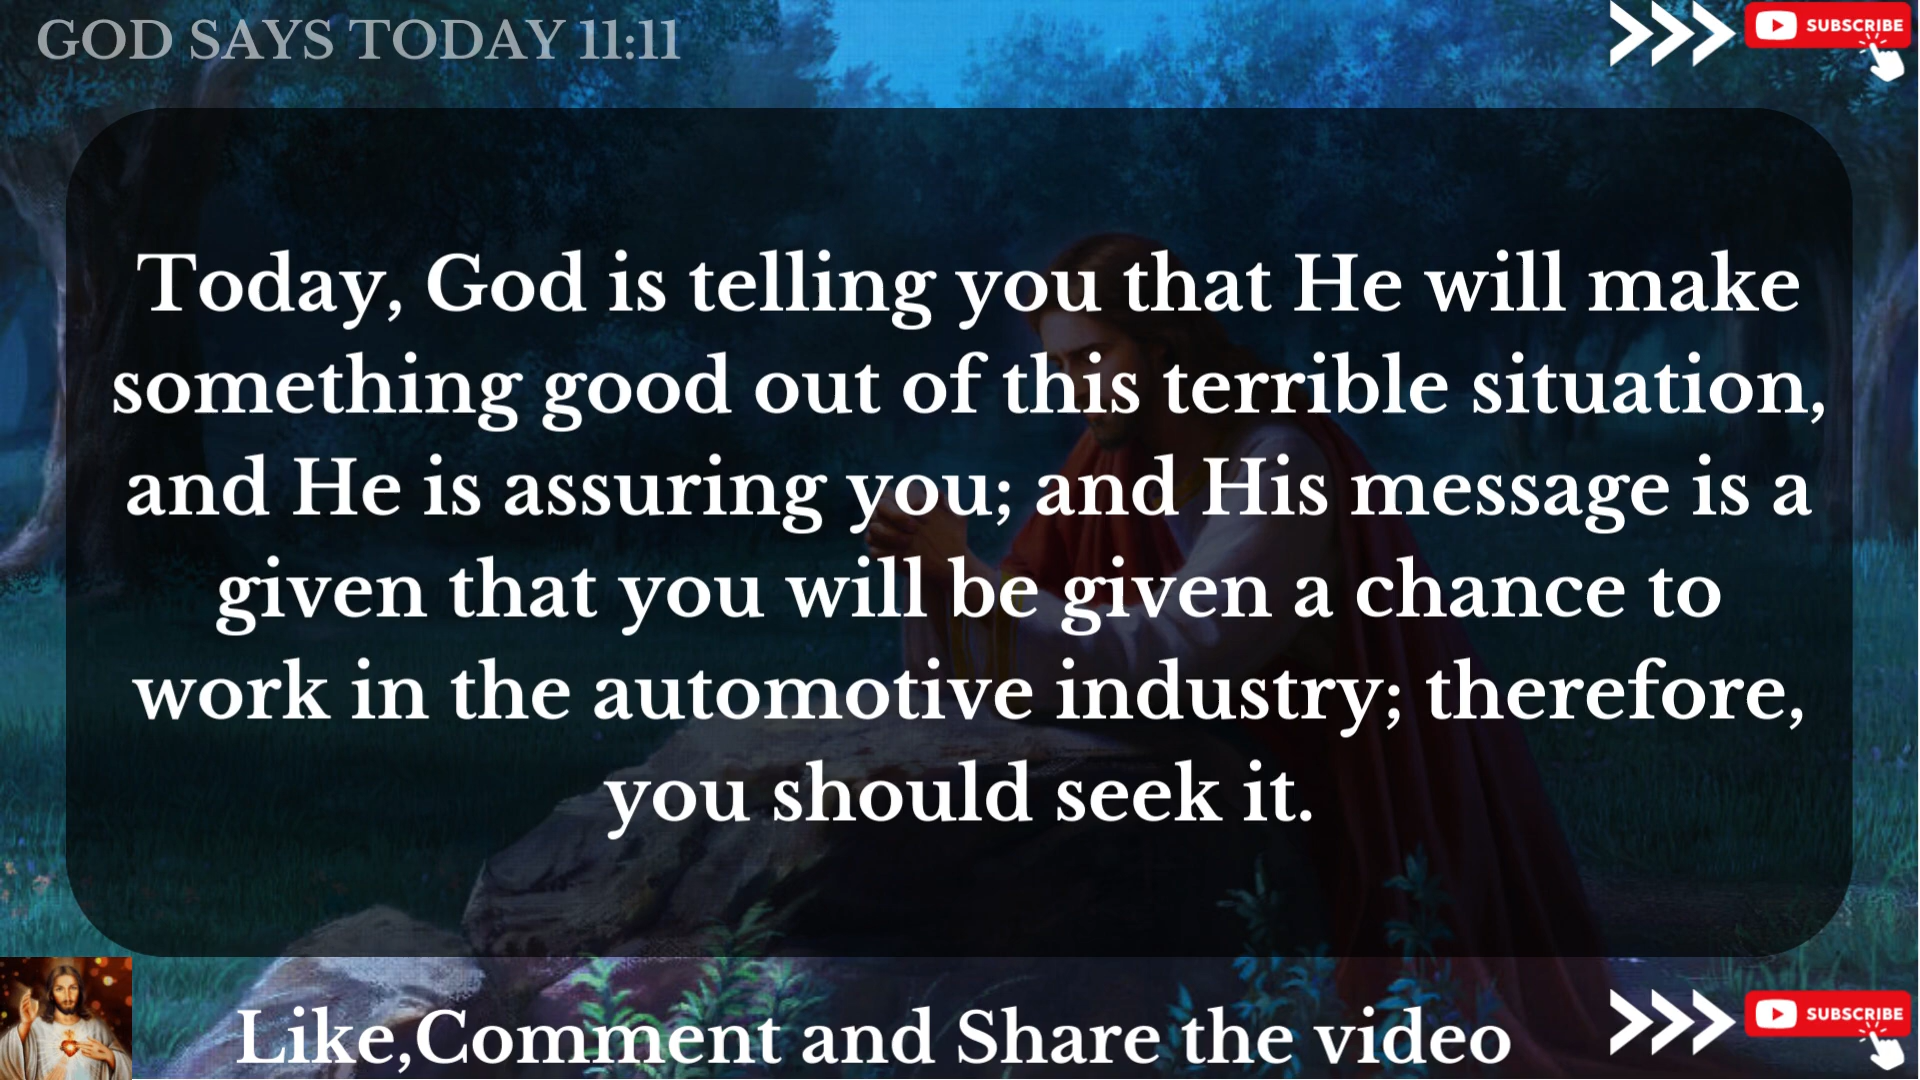 GOD SAYS TODAY 11:11
SUBSCRIBE
Today, God is telling you that He will make
something good out of this terrible situation,
and He is assuring you; and His message is a
given that you will be given a chance to
work in the automotive industry; therefore,
you should seek it.
Like,Comment and Share the video
SUBSCRIBE